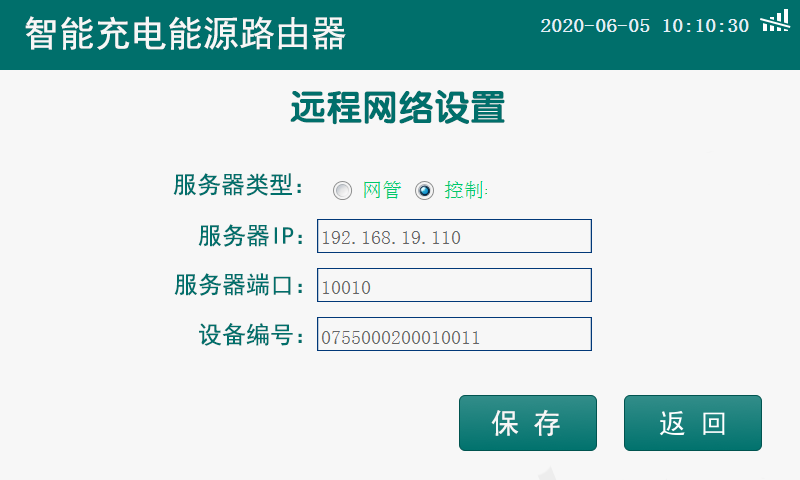 智能充电能源路由器
2020-06-05 10:10:30
远程网络设置
服务器类型： 网管 控制
服务器IP： 192.168.19.110
服务器端口： 10010
设备编号： 0755000200010011
保存 返回